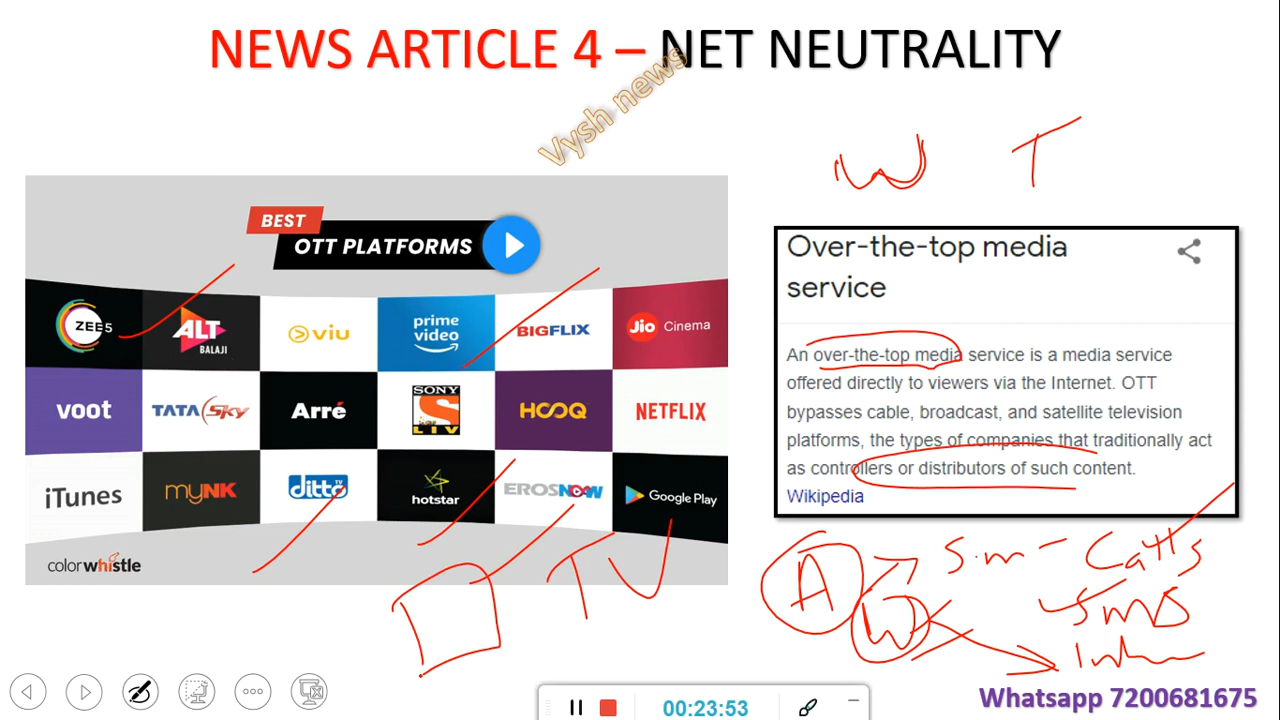 NEWS ARTICLE 4 – NET NEUTRALITY
Vysh news
W T
BEST
OTT PLATFORMS
ZEE5 ALT BALAJI viu prime video BIGFLIX Jio Cinema
voot TATA Sky Arré SONY LIV HOOQ NETFLIX
iTunes myNK ditto TV hotstar EROSNOW Google Play
colorwhistle
Over-the-top media
service
An over-the-top media service is a media service
offered directly to viewers via the Internet. OTT
bypasses cable, broadcast, and satellite television
platforms, the types of companies that traditionally act
as controllers or distributors of such content.
Wikipedia
TV
A S.m – Calls
W SMS
Whatsapp 7200681675
00:23:53